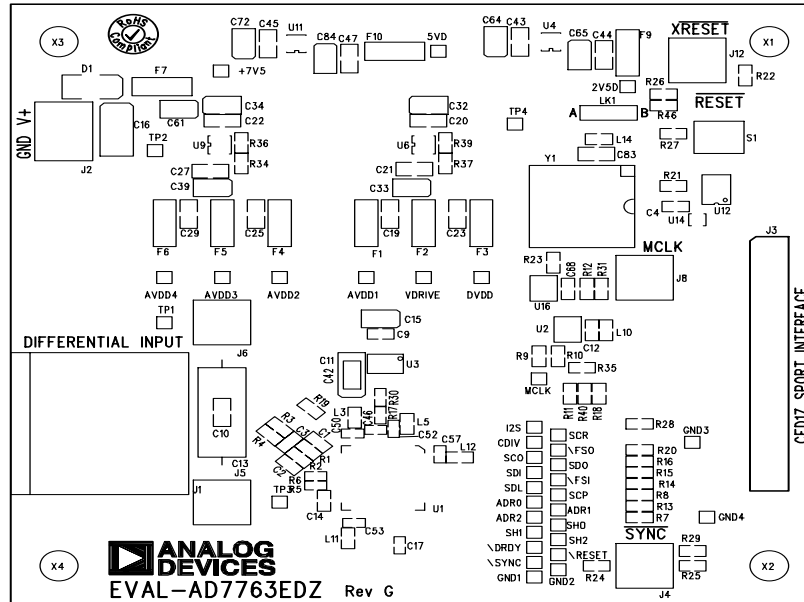 X3
RoHS
Compliant
C72
C45
U11
C84
C47
F10
5VD
C64
C43
U4
C65
C44
F9
XRESET
J12
X1
R22
D1
F7
+7V5
2V5D
R26
GND V+
J2
C16
C61
C34
C22
C32
C20
TP4
A
LK1
B
R46
RESET
TP2
U9
R36
R34
U6
R39
R37
L14
C83
R27
S1
C27
C39
C21
C33
Y1
R21
C4
U14
U12
C29
C25
C19
C23
F6
F5
F4
F1
F2
F3
MCLK
J3
R23
C68
R12
R31
J8
AVDD4
AVDD3
AVDD2
AVDD1
VDRIVE
DVDD
U16
TP1
C15
C9
U2
C12
L10
DIFFERENTIAL INPUT
J6
C11
C42
U3
R9
R10
R35
MCLK
CED1Z SPORT INTERFACE
R19
L3
C46
R17
R30
L5
R11
R40
R18
C10
R3
R4
C3
C1
C50
C52
I2S
SCR
R28
GND3
C2
R1
R2
C57
L12
CDIV
\FSO
R20
C13
J5
R6
R5
SCO
SDO
R16
SDI
\FSI
R15
J1
TP3
C14
U1
SDL
SCP
R14
ADR0
ADR1
R8
ADR2
SH0
R13
GND4
C53
SH1
SH2
R7
L11
C17
\DRDY
\RESET
SYNC
R29
X4
ANALOG
DEVICES
\SYNC
GND1
GND2
R24
J4
R25
X2
EVAL-AD7763EDZ Rev G